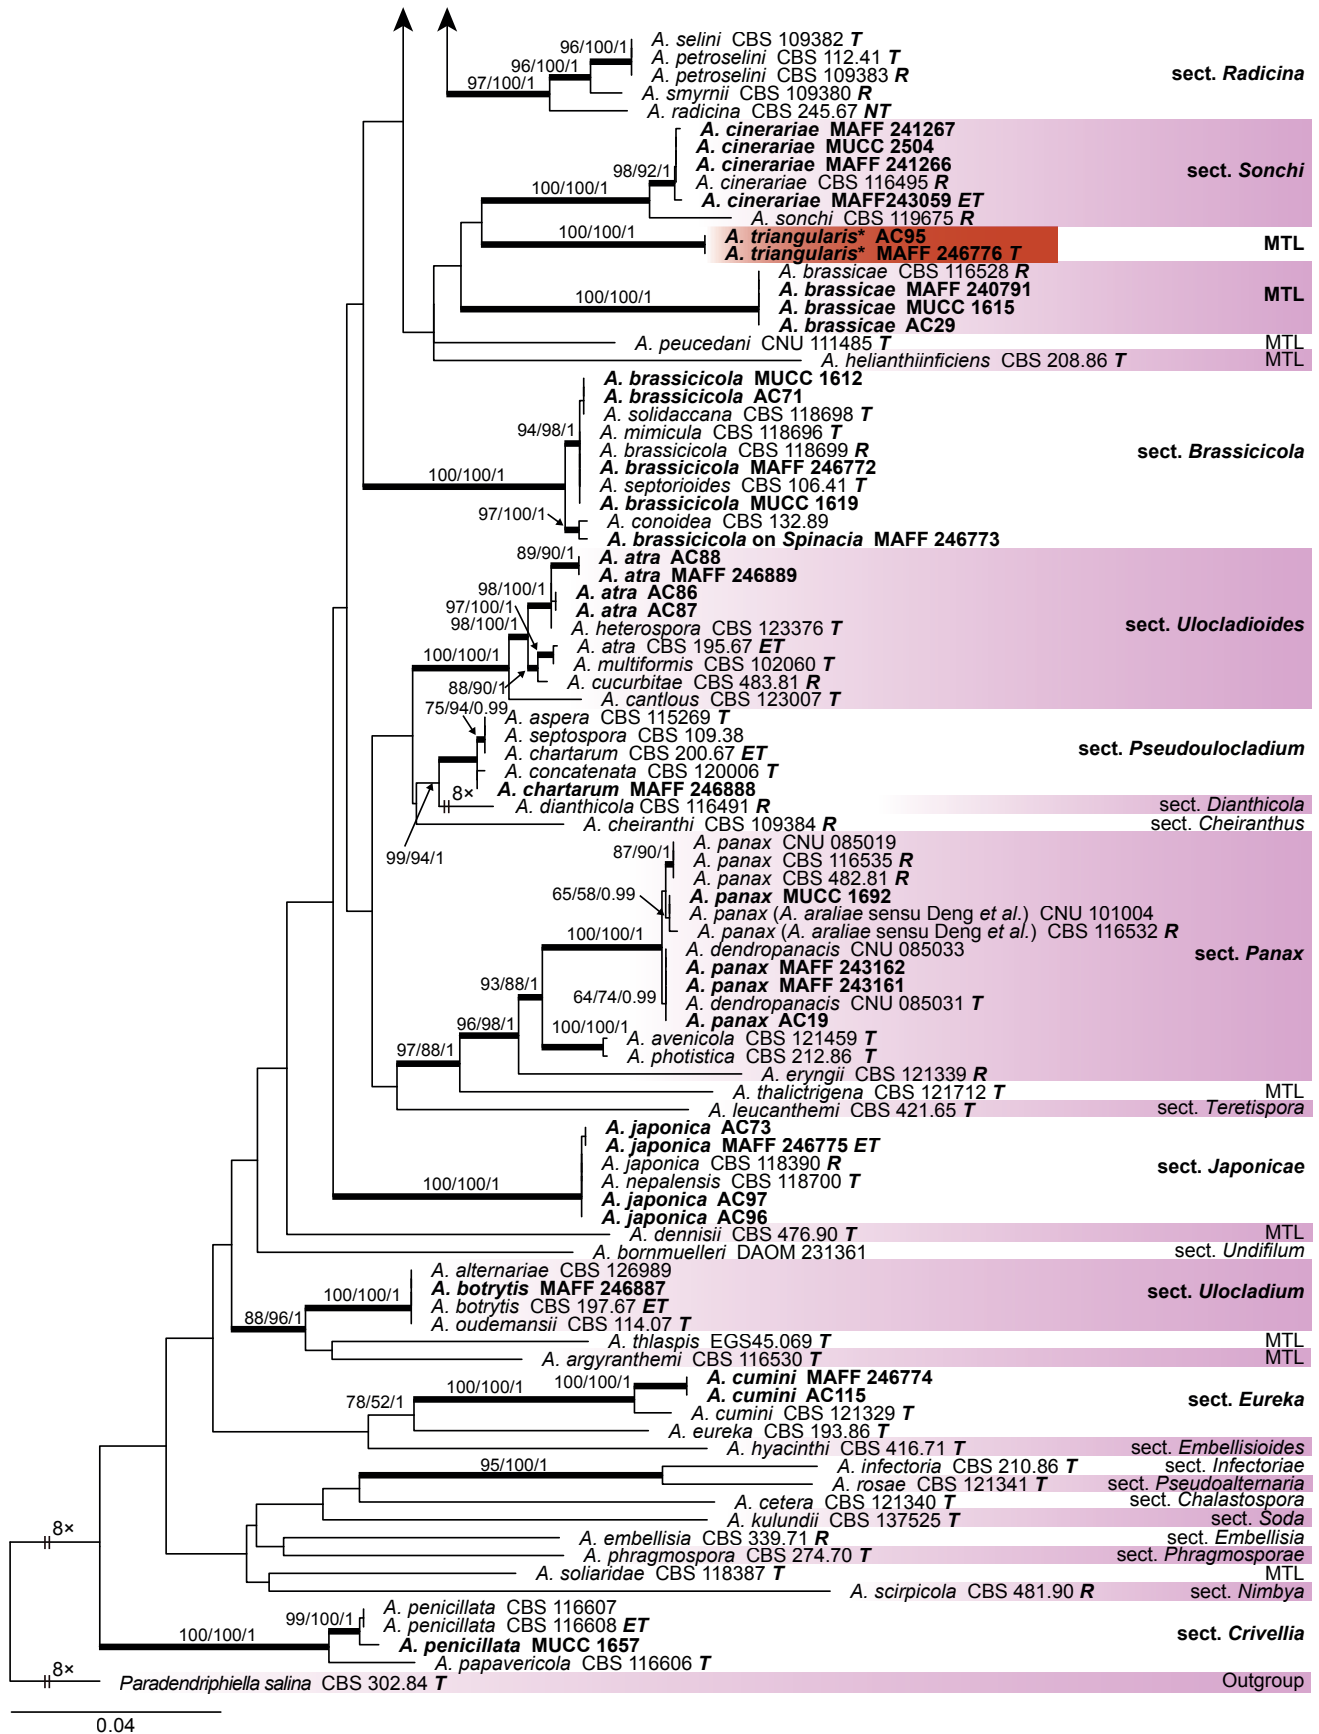 A. selini CBS 109382 T
96/100/1
A. petroselini CBS 112.41 T
96/100/1
A. petroselini CBS 109383 R
sect. Radicina
97/100/1
A. smyrnii CBS 109380 R
A. radicina CBS 245.67 NT
A. cinerariae MAFF 241267
A. cinerariae MUCC 2504
A. cinerariae MAFF 241266
sect. Sonchi
98/92/1
A. cinerariae CBS 116495 R
100/100/1
A. cinerariae MAFF243059 ET
A. sonchi CBS 119675 R
100/100/1
A. triangularis* AC95
MTL
A. triangularis* MAFF 246776 T
A. brassicae CBS 116528 R
A. brassicae MAFF 240791
MTL
100/100/1
A. brassicae MUCC 1615
A. brassicae AC29
A. peucedani CNU 111485 T
MTL
A. helianthiinficiens CBS 208.86 T
MTL
A. brassicicola MUCC 1612
A. brassicicola AC71
A. solidaccana CBS 118698 T
94/98/1
A. mimicula CBS 118696 T
A. brassicicola CBS 118699 R
sect. Brassicicola
A. brassicicola MAFF 246772
100/100/1
A. septorioides CBS 106.41 T
A. brassicicola MUCC 1619
97/100/1
A. conoidea CBS 132.89
A. brassicicola on Spinacia MAFF 246773
89/90/1
A. atra AC88
A. atra MAFF 246889
98/100/1
A. atra AC86
97/100/1
A. atra AC87
98/100/1
A. heterospora CBS 123376 T
sect. Ulocladioides
A. atra CBS 195.67 ET
100/100/1
A. multiformis CBS 102060 T
A. cucurbitae CBS 483.81 R
88/90/1
A. cantlous CBS 123007 T
75/94/0.99
A. aspera CBS 115269 T
A. septospora CBS 109.38
A. chartarum CBS 200.67 ET
sect. Pseudoulocladium
A. concatenata CBS 120006 T
A. chartarum MAFF 246888
8×
A. dianthicola CBS 116491 R
sect. Dianthicola
A. cheiranthi CBS 109384 R
sect. Cheiranthus
99/94/1
A. panax CNU 085019
87/90/1
A. panax CBS 116535 R
A. panax CBS 482.81 R
65/58/0.99
A. panax MUCC 1692
A. panax (A. araliae sensu Deng et al.) CNU 101004
A. panax (A. araliae sensu Deng et al.) CBS 116532 R
100/100/1
A. dendropanacis CNU 085033
sect. Panax
A. panax MAFF 243162
93/88/1
A. panax MAFF 243161
64/74/0.99
A. dendropanacis CNU 085031 T
A. panax AC19
96/98/1
100/100/1
A. avenicola CBS 121459 T
97/88/1
A. photistica CBS 212.86 T
A. eryngii CBS 121339 R
A. thalictrigena CBS 121712 T
MTL
A. leucanthemi CBS 421.65 T
sect. Teretispora
A. japonica AC73
A. japonica MAFF 246775 ET
A. japonica CBS 118390 R
sect. Japonicae
A. nepalensis CBS 118700 T
100/100/1
A. japonica AC97
A. japonica AC96
A. dennisii CBS 476.90 T
MTL
A. bornmuelleri DAOM 231361
sect. Undifilum
A. alternariae CBS 126989
A. botrytis MAFF 246887
sect. Ulocladium
100/100/1
A. botrytis CBS 197.67 ET
88/96/1
A. oudemansii CBS 114.07 T
A. thlaspis EGS45.069 T
MTL
A. argyranthemi CBS 116530 T
MTL
100/100/1
A. cumini MAFF 246774
100/100/1
A. cumini AC115
sect. Eureka
78/52/1
A. cumini CBS 121329 T
A. eureka CBS 193.86 T
A. hyacinthi CBS 416.71 T
sect. Embellisioides
95/100/1
A. infectoria CBS 210.86 T
sect. Infectoriae
A. rosae CBS 121341 T
sect. Pseudoalternaria
A. cetera CBS 121340 T
sect. Chalastospora
A. kulundii CBS 137525 T
sect. Soda
8×
A. embellisia CBS 339.71 R
sect. Embellisia
A. phragmospora CBS 274.70 T
sect. Phragmosporae
A. soliaridae CBS 118387 T
MTL
A. scirpicola CBS 481.90 R
sect. Nimbya
A. penicillata CBS 116607
99/100/1
A. penicillata CBS 116608 ET
100/100/1
A. penicillata MUCC 1657
sect. Crivellia
A. papavericola CBS 116606 T
8×
Paradendriphiella salina CBS 302.84 T
Outgroup
0.04